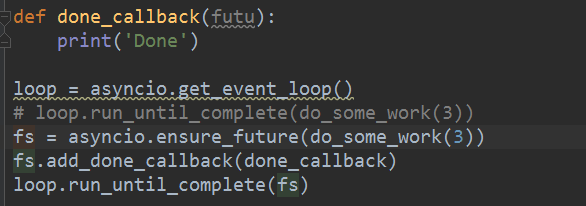 def done_callback(futu):
    print('Done')
loop = asyncio.get_event_loop()
# loop.run_until_complete(do_some_work(3))
fs = asyncio.ensure_future(do_some_work(3))
fs.add_done_callback(done_callback)
loop.run_until_complete(fs)